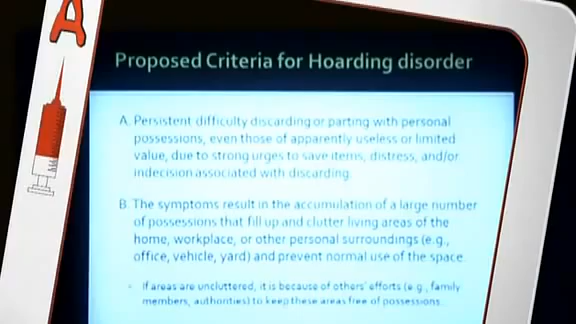 A
Proposed Criteria for Hoarding disorder
A. Persistent difficulty discarding or parting with personal
possessions, even those of apparently useless or limited
value, due to strong urges to save items, distress, and/or
indecision associated with discarding.
B. The symptoms result in the accumulation of a large number
of possessions that fill up and clutter living areas of the
home, workplace, or other personal surroundings (e.g.,
office, vehicle, yard) and prevent normal use of the space.
- If areas are uncluttered, it is because of others' efforts (e.g., family
members, authorities) to keep these areas free of possessions.